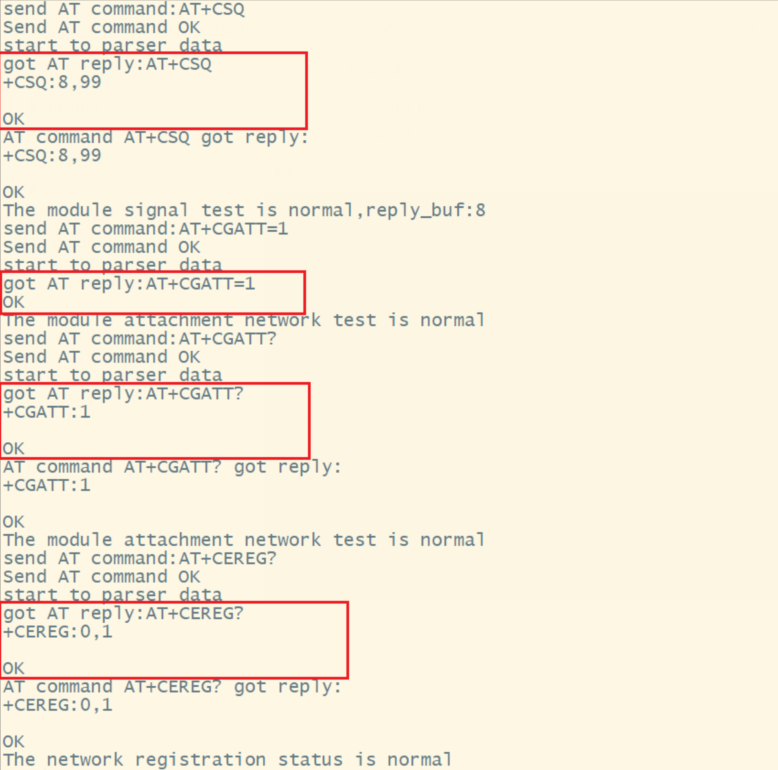 send AT command:AT+CSQ
Send AT command OK
start to parser data
got AT reply:AT+CSQ
+CSQ:8,99
OK
AT command AT+CSQ got reply:
+CSQ:8,99
OK
The module signal test is normal,reply_buf:8
send AT command:AT+CGATT=1
Send AT command OK
start to parser data
got AT reply:AT+CGATT=1
OK
The module attachment network test is normal
send AT command:AT+CGATT?
Send AT command OK
start to parser data
got AT reply:AT+CGATT?
+CGATT:1
OK
AT command AT+CGATT? got reply:
+CGATT:1
OK
The module attachment network test is normal
send AT command:AT+CEREG?
Send AT command OK
start to parser data
got AT reply:AT+CEREG?
+CEREG:0,1
OK
AT command AT+CEREG? got reply:
+CEREG:0,1
OK
The network registration status is normal